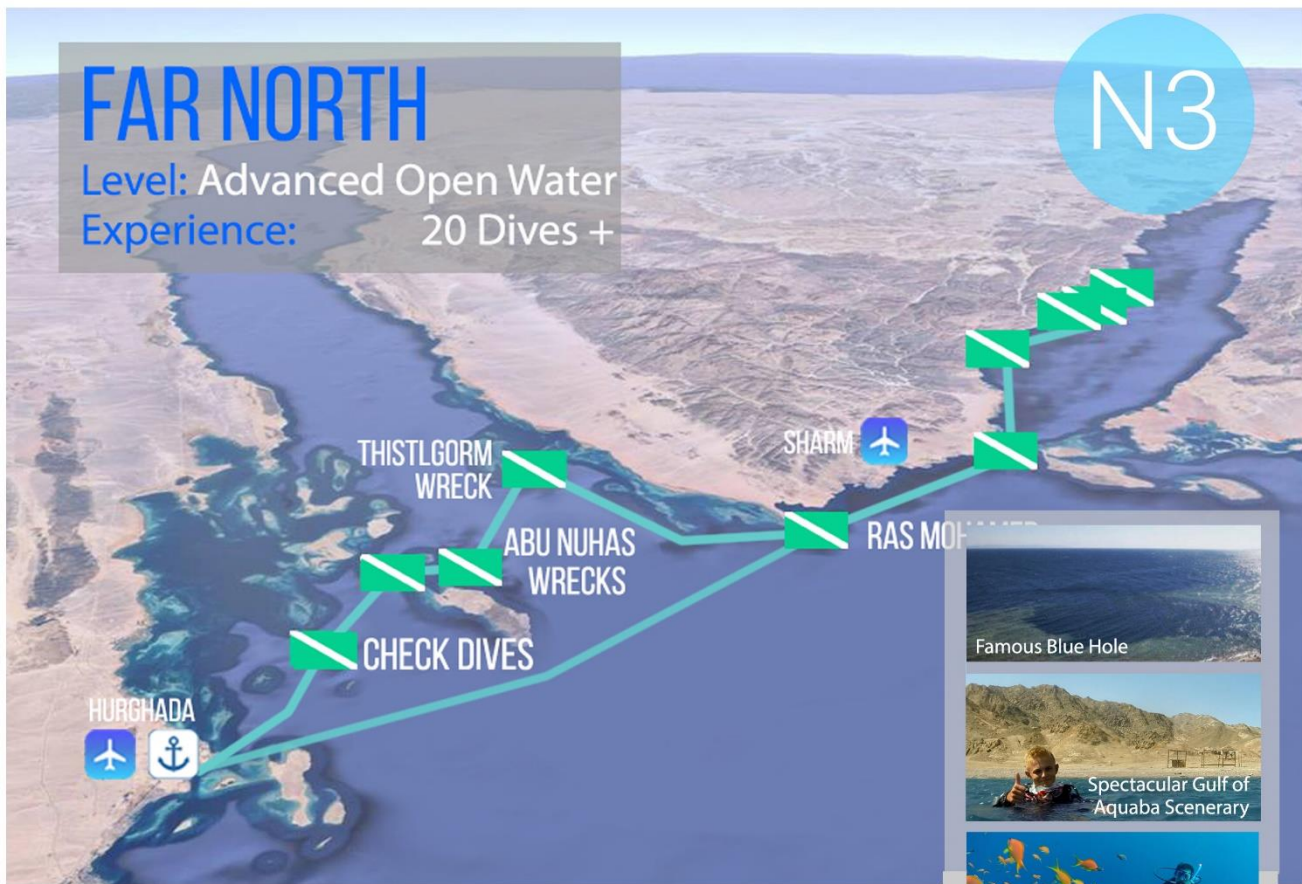 FAR NORTH
Level: Advanced Open Water
Experience: 20 Dives +
N3
THISTLGORM
WRECK
SHARM
ABU NUHAS
WRECKS
RAS
CHECK DIVES
HURGHADA
Famous Blue Hole
Spectacular Gulf of
Aquaba Scenerary